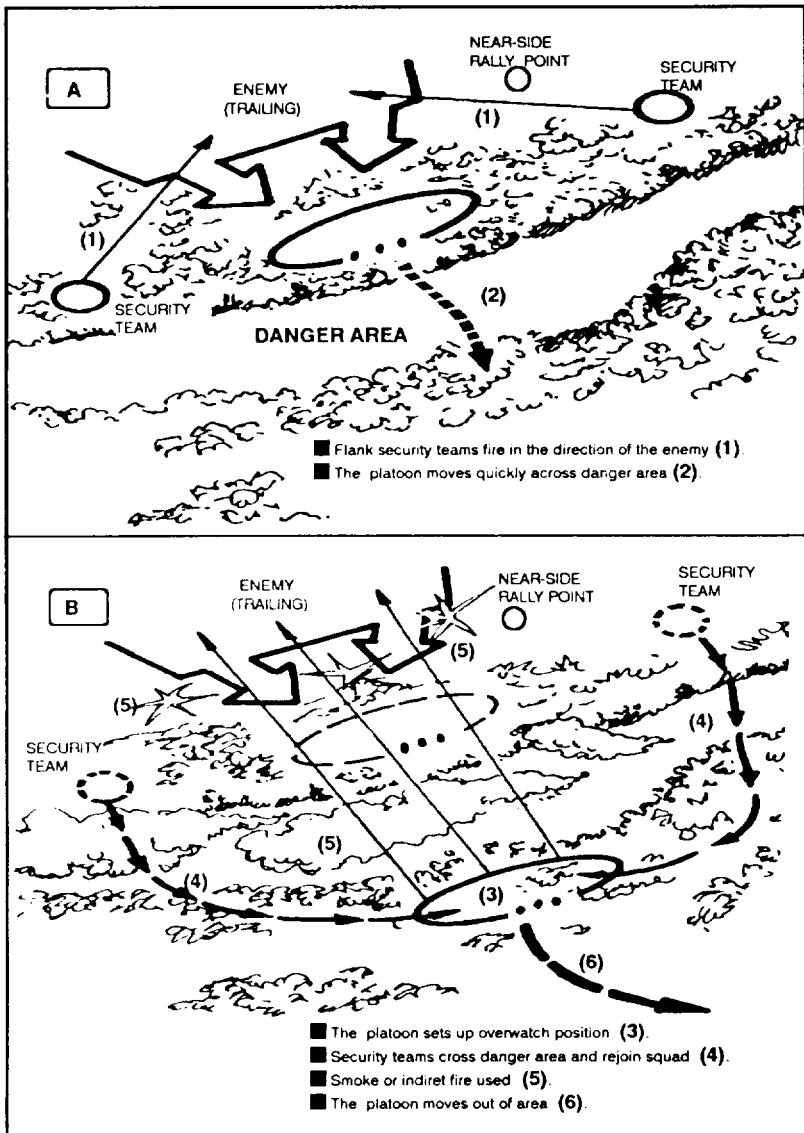 A
ENEMY
(TRAILING)
NEAR-SIDE
RALLY POINT
SECURITY
TEAM
(1)
(1)
SECURITY
TEAM
(2)
DANGER AREA
■ Flank security teams fire in the direction of the enemy (1).
■ The platoon moves quickly across danger area (2).
B
ENEMY
(TRAILING)
NEAR-SIDE
RALLY POINT
SECURITY
TEAM
(5)
(5)
(4)
SECURITY
TEAM
(5)
(4)
(3)
(6)
■ The platoon sets up overwatch position (3).
■ Security teams cross danger area and rejoin squad (4).
■ Smoke or indiret fire used (5).
■ The platoon moves out of area (6).